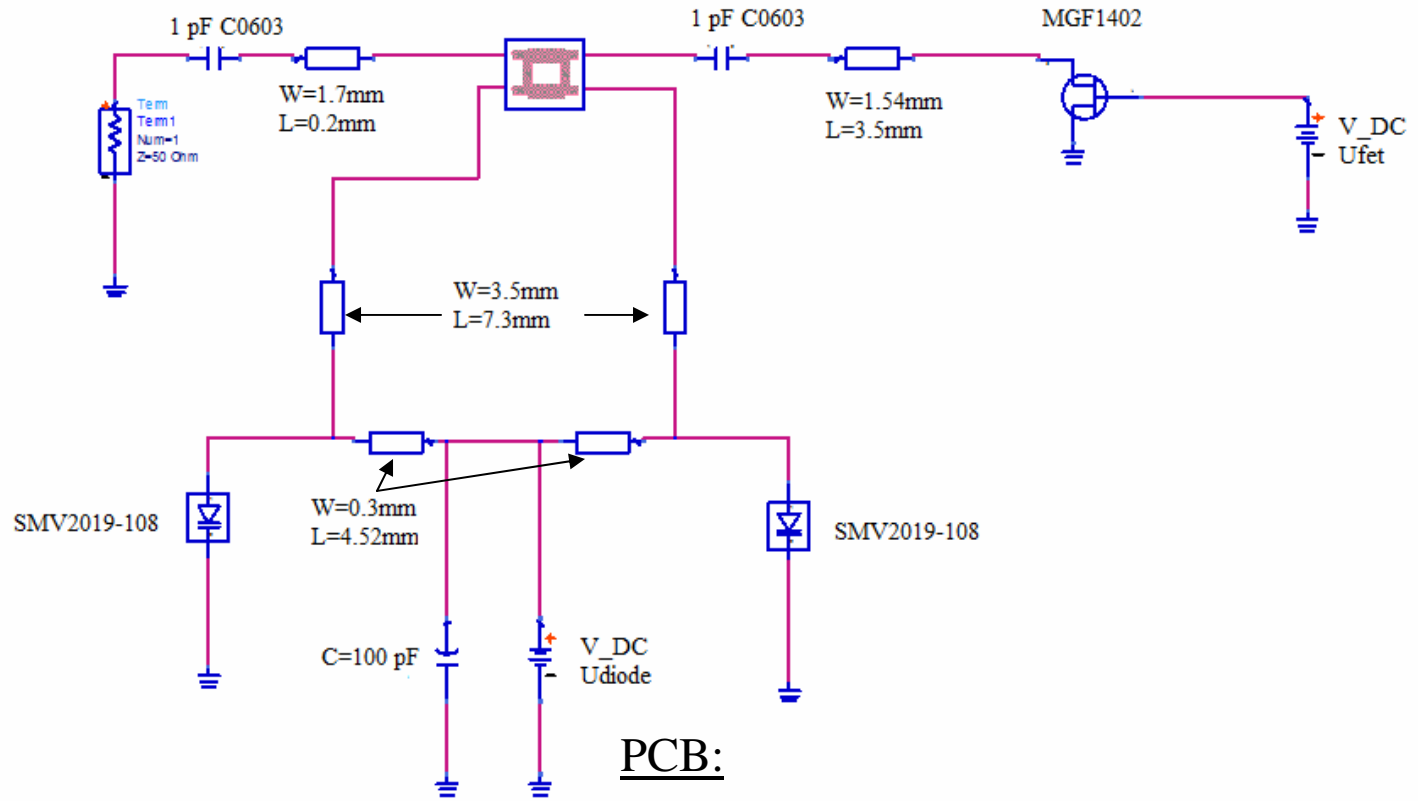 1 pF C0603
1 pF C0603
MGF1402
W=1.7mm
L=0.2mm
W=1.54mm
L=3.5mm
Term
Term1
Num=1
Z=50 Ohm
V_DC
Ufet
W=3.5mm
L=7.3mm
W=0.3mm
L=4.52mm
SMV2019-108
SMV2019-108
C=100 pF
V_DC
Udiode
PCB: